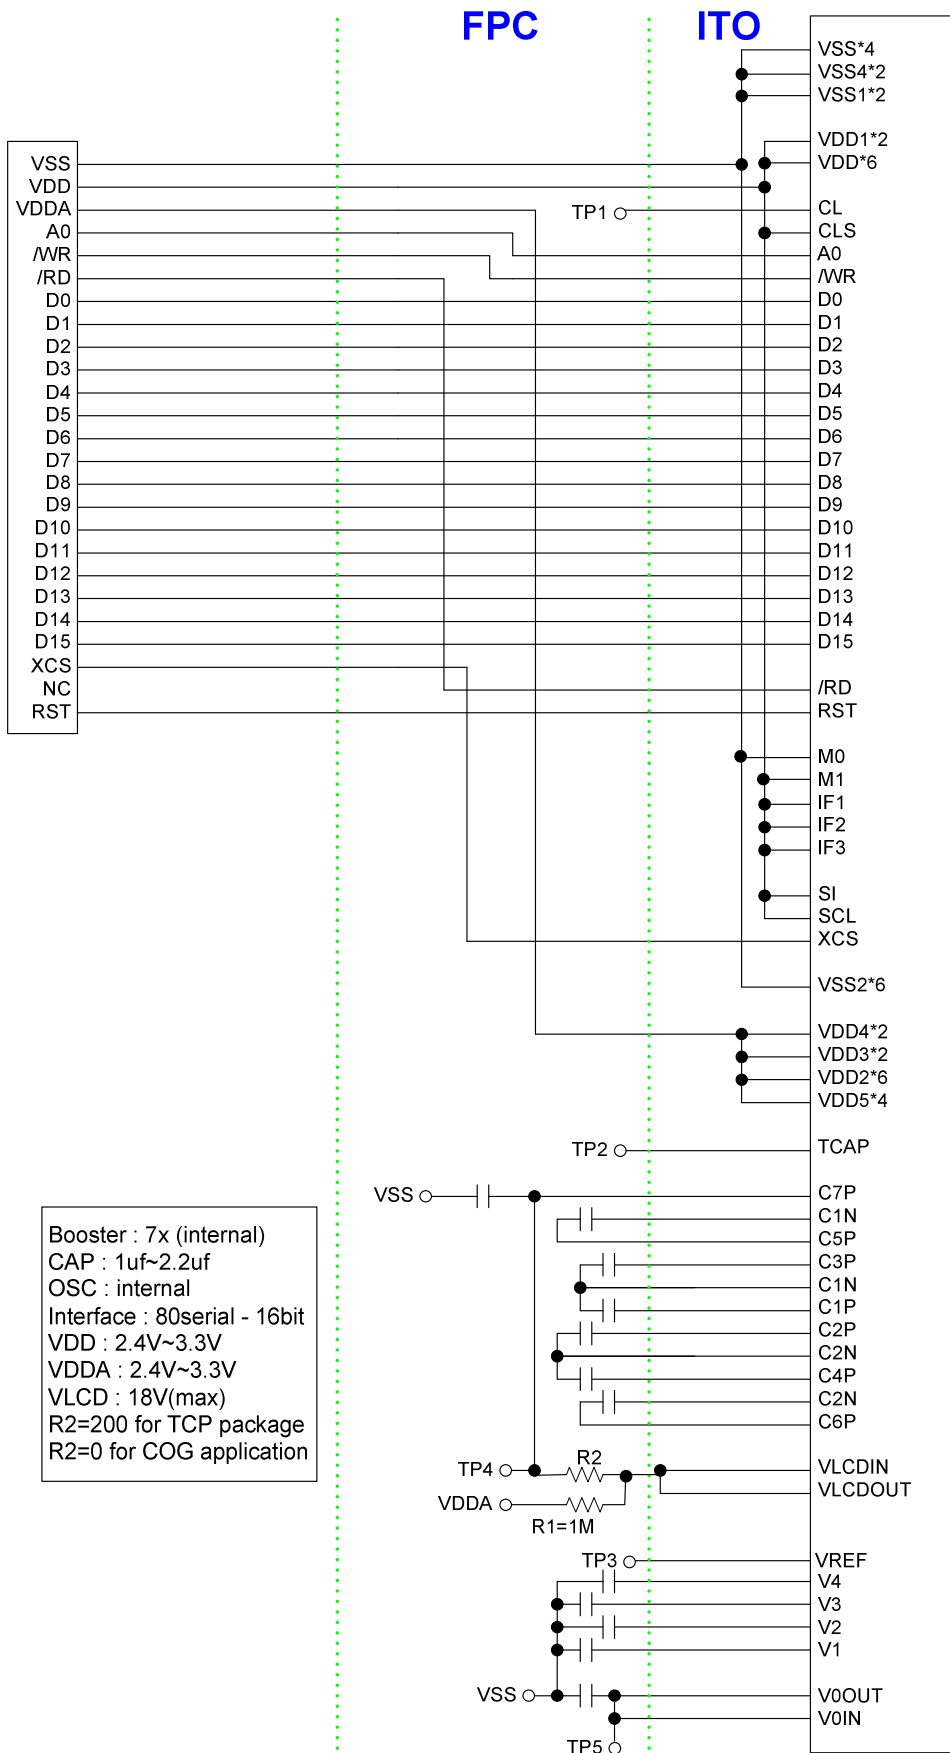 FPC
ITO
VSS
VDD
VDDA
A0
/WR
/RD
D0
D1
D2
D3
D4
D5
D6
D7
D8
D9
D10
D11
D12
D13
D14
D15
XCS
NC
RST
TP1
VSS*4
VSS4*2
VSS1*2
VDD1*2
VDD*6
CL
CLS
A0
/WR
D0
D1
D2
D3
D4
D5
D6
D7
D8
D9
D10
D11
D12
D13
D14
D15
/RD
RST
M0
M1
IF1
IF2
IF3
SI
SCL
XCS
VSS2*6
VDD4*2
VDD3*2
VDD2*6
VDD5*4
TP2
TCAP
VSS
C7P
C1N
C5P
C3P
C1N
C1P
C2P
C2N
C4P
C2N
C6P
Booster : 7x (internal)
CAP : 1uf~2.2uf
OSC : internal
Interface : 80serial - 16bit
VDD : 2.4V~3.3V
VDDA : 2.4V~3.3V
VLCD : 18V(max)
R2=200 for TCP package
R2=0 for COG application
TP4
R2
VDDA
R1=1M
VLCDIN
VLCDOUT
TP3
VREF
V4
V3
V2
V1
VSS
V0OUT
V0IN
TP5